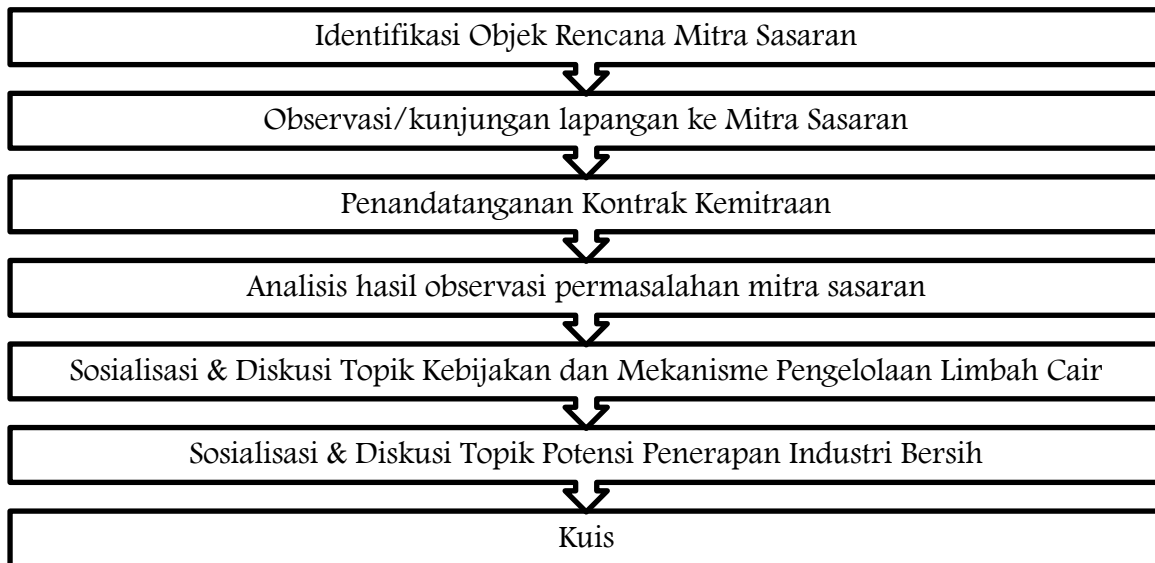 Identifikasi Objek Rencana Mitra Sasaran
Observasi/kunjungan lapangan ke Mitra Sasaran
Penandatanganan Kontrak Kemitraan
Analisis hasil observasi permasalahan mitra sasaran
Sosialisasi & Diskusi Topik Kebijakan dan Mekanisme Pengelolaan Limbah Cair
Sosialisasi & Diskusi Topik Potensi Penerapan Industri Bersih
Kuis